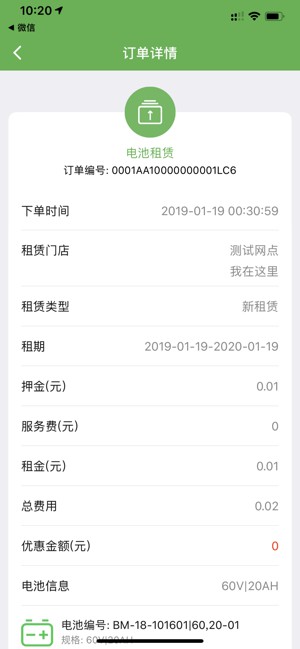 10:20
微信
订单详情
电池租赁
订单编号: 0001AA10000000001LC6
下单时间 2019-01-19 00:30:59
租赁门店 测试网点
我在这里
租赁类型 新租赁
租期 2019-01-19-2020-01-19
押金(元) 0.01
服务费(元) 0
租金(元) 0.01
总费用 0.02
优惠金额(元) 0
电池信息 60V|20AH
电池编号: BM-18-101601|60,20-01
规格: 60V|20AH